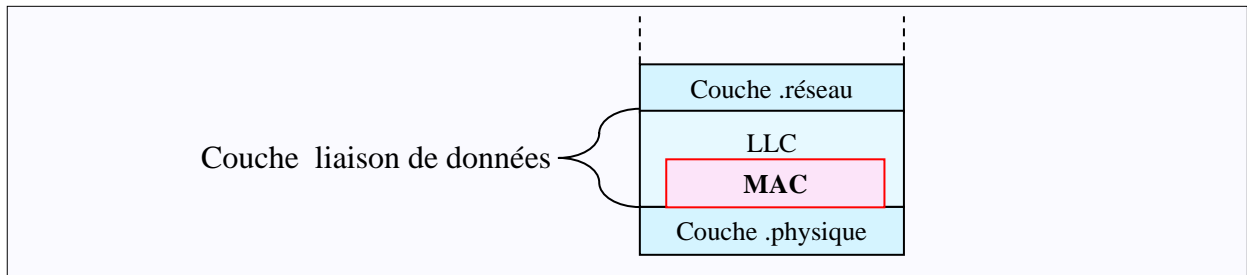 Couche .réseau
LLC
Couche liaison de données
MAC
Couche .physique